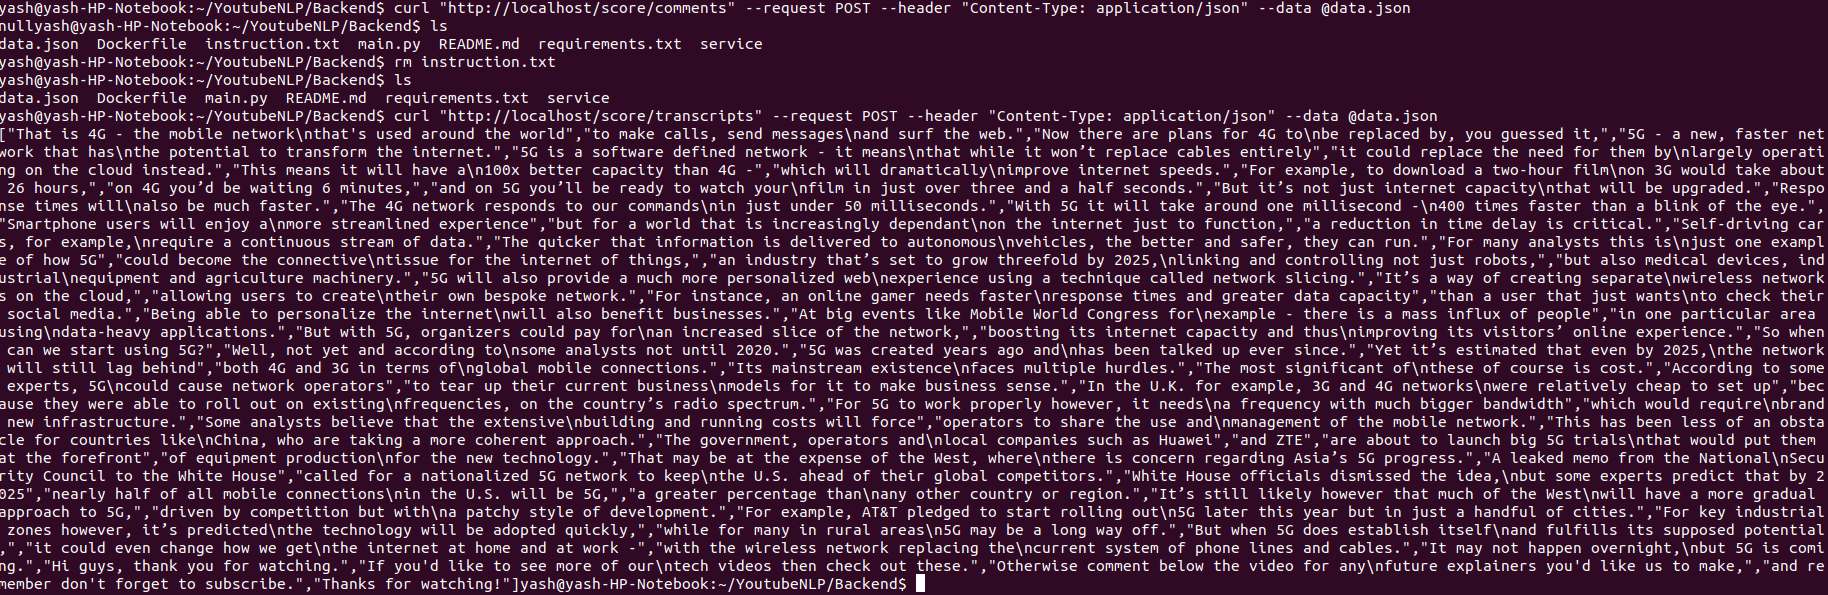 yash@yash-HP-Notebook:~/YoutubeNLP/Backend$ curl "http://localhost/score/comments" --request POST --header "Content-Type: application/json" --data @data.json
nullyash@yash-HP-Notebook:~/YoutubeNLP/Backend$ ls
data.json  Dockerfile  instruction.txt  main.py  README.md  requirements.txt  service
yash@yash-HP-Notebook:~/YoutubeNLP/Backend$ rm instruction.txt
yash@yash-HP-Notebook:~/YoutubeNLP/Backend$ ls
data.json  Dockerfile  main.py  README.md  requirements.txt  service
yash@yash-HP-Notebook:~/YoutubeNLP/Backend$ curl "http://localhost/score/transcripts" --request POST --header "Content-Type: application/json" --data @data.json
["That is 4G - the mobile network\nthat's used around the world","to make calls, send messages\nand surf the web.","Now there are plans for 4G to\nbe replaced by, you guessed it,","5G - a new, faster net
work that has\nthe potential to transform the internet.","5G is a software defined network - it means\nthat while it won’t replace cables entirely","it could replace the need for them by\nlargely operati
ng on the cloud instead.","This means it will have a\n100x better capacity than 4G -","which will dramatically\nimprove internet speeds.","For example, to download a two-hour film\non 3G would take about
 26 hours,","on 4G you’d be waiting 6 minutes,","and on 5G you’ll be ready to watch your\nfilm in just over three and a half seconds.","But it’s not just internet capacity\nthat will be upgraded.","Respo
nse times will\nalso be much faster.","The 4G network responds to our commands\nin just under 50 milliseconds.","With 5G it will take around one millisecond -\n400 times faster than a blink of the eye.",
"Smartphone users will enjoy a\nmore streamlined experience","but for a world that is increasingly dependant\non the internet just to function,","a reduction in time delay is critical.","Self-driving car
s, for example,\nrequire a continuous stream of data.","The quicker that information is delivered to autonomous\nvehicles, the better and safer, they can run.","For many analysts this is\njust one exampl
e of how 5G","could become the connective\ntissue for the internet of things,","an industry that’s set to grow threefold by 2025,\nlinking and controlling not just robots,","but also medical devices, ind
ustrial\nequipment and agriculture machinery.","5G will also provide a much more personalized web\nexperience using a technique called network slicing.","It’s a way of creating separate\nwireless network
s on the cloud,","allowing users to create\ntheir own bespoke network.","For instance, an online gamer needs faster\nresponse times and greater data capacity","than a user that just wants\nto check their
 social media.","Being able to personalize the internet\nwill also benefit businesses.","At big events like Mobile World Congress for\nexample - there is a mass influx of people","in one particular area 
using\ndata-heavy applications.","But with 5G, organizers could pay for\nan increased slice of the network,","boosting its internet capacity and thus\nimproving its visitors’ online experience.","So when
 can we start using 5G?","Well, not yet and according to\nsome analysts not until 2020.","5G was created years ago and\nhas been talked up ever since.","Yet it’s estimated that even by 2025,\nthe network
 will still lag behind","both 4G and 3G in terms of\nglobal mobile connections.","Its mainstream existence\nfaces multiple hurdles.","The most significant of\nthese of course is cost.","According to some
 experts, 5G\ncould cause network operators","to tear up their current business\nmodels for it to make business sense.","In the U.K. for example, 3G and 4G networks\nwere relatively cheap to set up","bec
ause they were able to roll out on existing\nfrequencies, on the country’s radio spectrum.","For 5G to work properly however, it needs\na frequency with much bigger bandwidth","which would require\nbrand
 new infrastructure.","Some analysts believe that the extensive\nbuilding and running costs will force","operators to share the use and\nmanagement of the mobile network.","This has been less of an obsta
cle for countries like\nChina, who are taking a more coherent approach.","The government, operators and\nlocal companies such as Huawei","and ZTE","are about to launch big 5G trials\nthat would put them 
at the forefront","of equipment production\nfor the new technology.","That may be at the expense of the West, where\nthere is concern regarding Asia’s 5G progress.","A leaked memo from the National\nSecu
rity Council to the White House","called for a nationalized 5G network to keep\nthe U.S. ahead of their global competitors.","White House officials dismissed the idea,\nbut some experts predict that by 2
025","nearly half of all mobile connections\nin the U.S. will be 5G,","a greater percentage than\nany other country or region.","It’s still likely however that much of the West\nwill have a more gradual 
approach to 5G,","driven by competition but with\na patchy style of development.","For example, AT&T pledged to start rolling out\n5G later this year but in just a handful of cities.","For key industrial
 zones however, it’s predicted\nthe technology will be adopted quickly,","while for many in rural areas\n5G may be a long way off.","But when 5G does establish itself\nand fulfills its supposed potential
,","it could even change how we get\nthe internet at home and at work -","with the wireless network replacing the\ncurrent system of phone lines and cables.","It may not happen overnight,\nbut 5G is comi
ng.","Hi guys, thank you for watching.","If you'd like to see more of our\ntech videos then check out these.","Otherwise comment below the video for any\nfuture explainers you'd like us to make,","and re
member don't forget to subscribe.","Thanks for watching!"]yash@yash-HP-Notebook:~/YoutubeNLP/Backend$